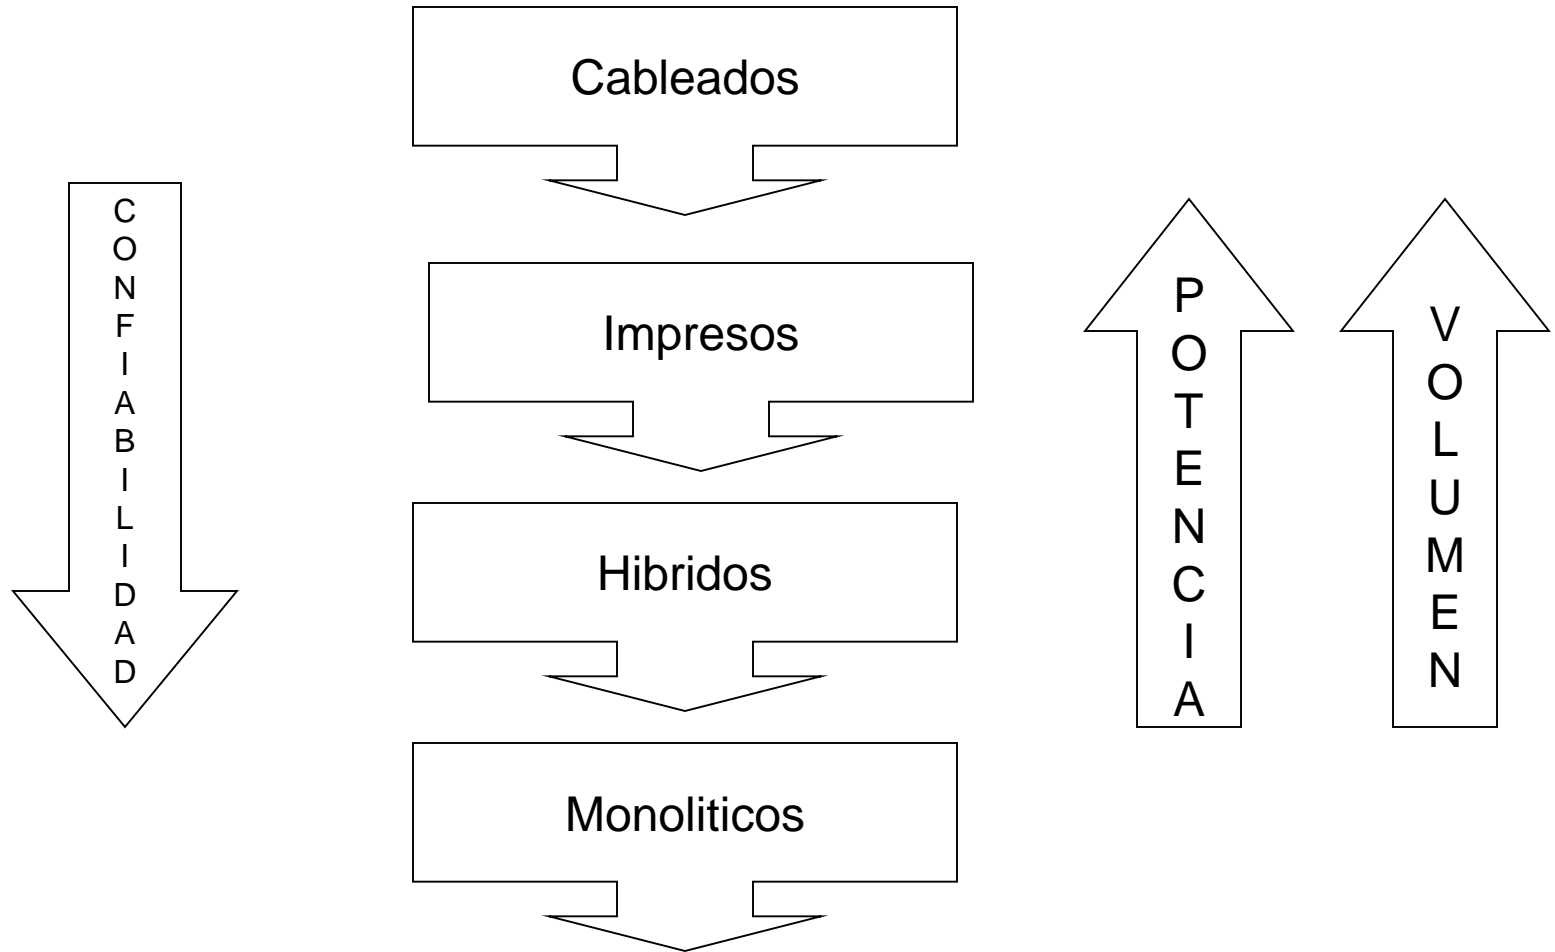 Cableados
CONFIABILIDAD
Impresos
POTENCIA
VOLUMEN
Hibridos
Monoliticos